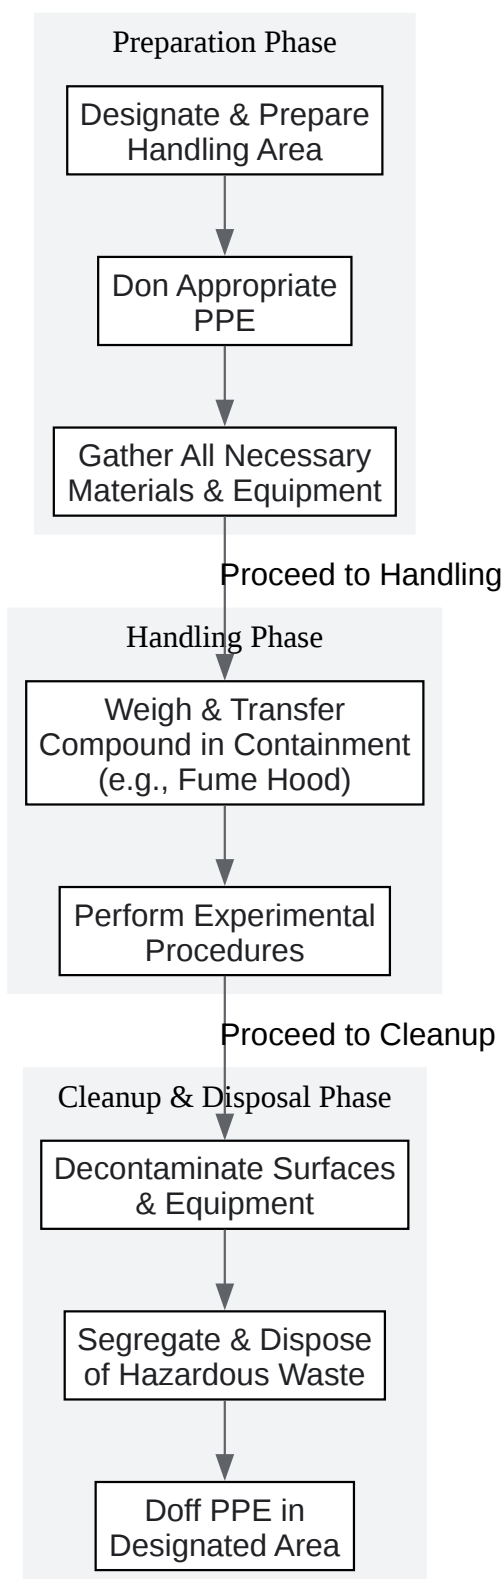 Preparation Phase
Designate & Prepare
Handling Area
Don Appropriate
PPE
Gather All Necessary
Materials & Equipment
Proceed to Handling
Handling Phase
Weigh & Transfer
Compound in Containment
(e.g., Fume Hood)
Perform Experimental
Procedures
Proceed to Cleanup
Cleanup & Disposal Phase
Decontaminate Surfaces
& Equipment
Segregate & Dispose
of Hazardous Waste
Doff PPE in
Designated Area